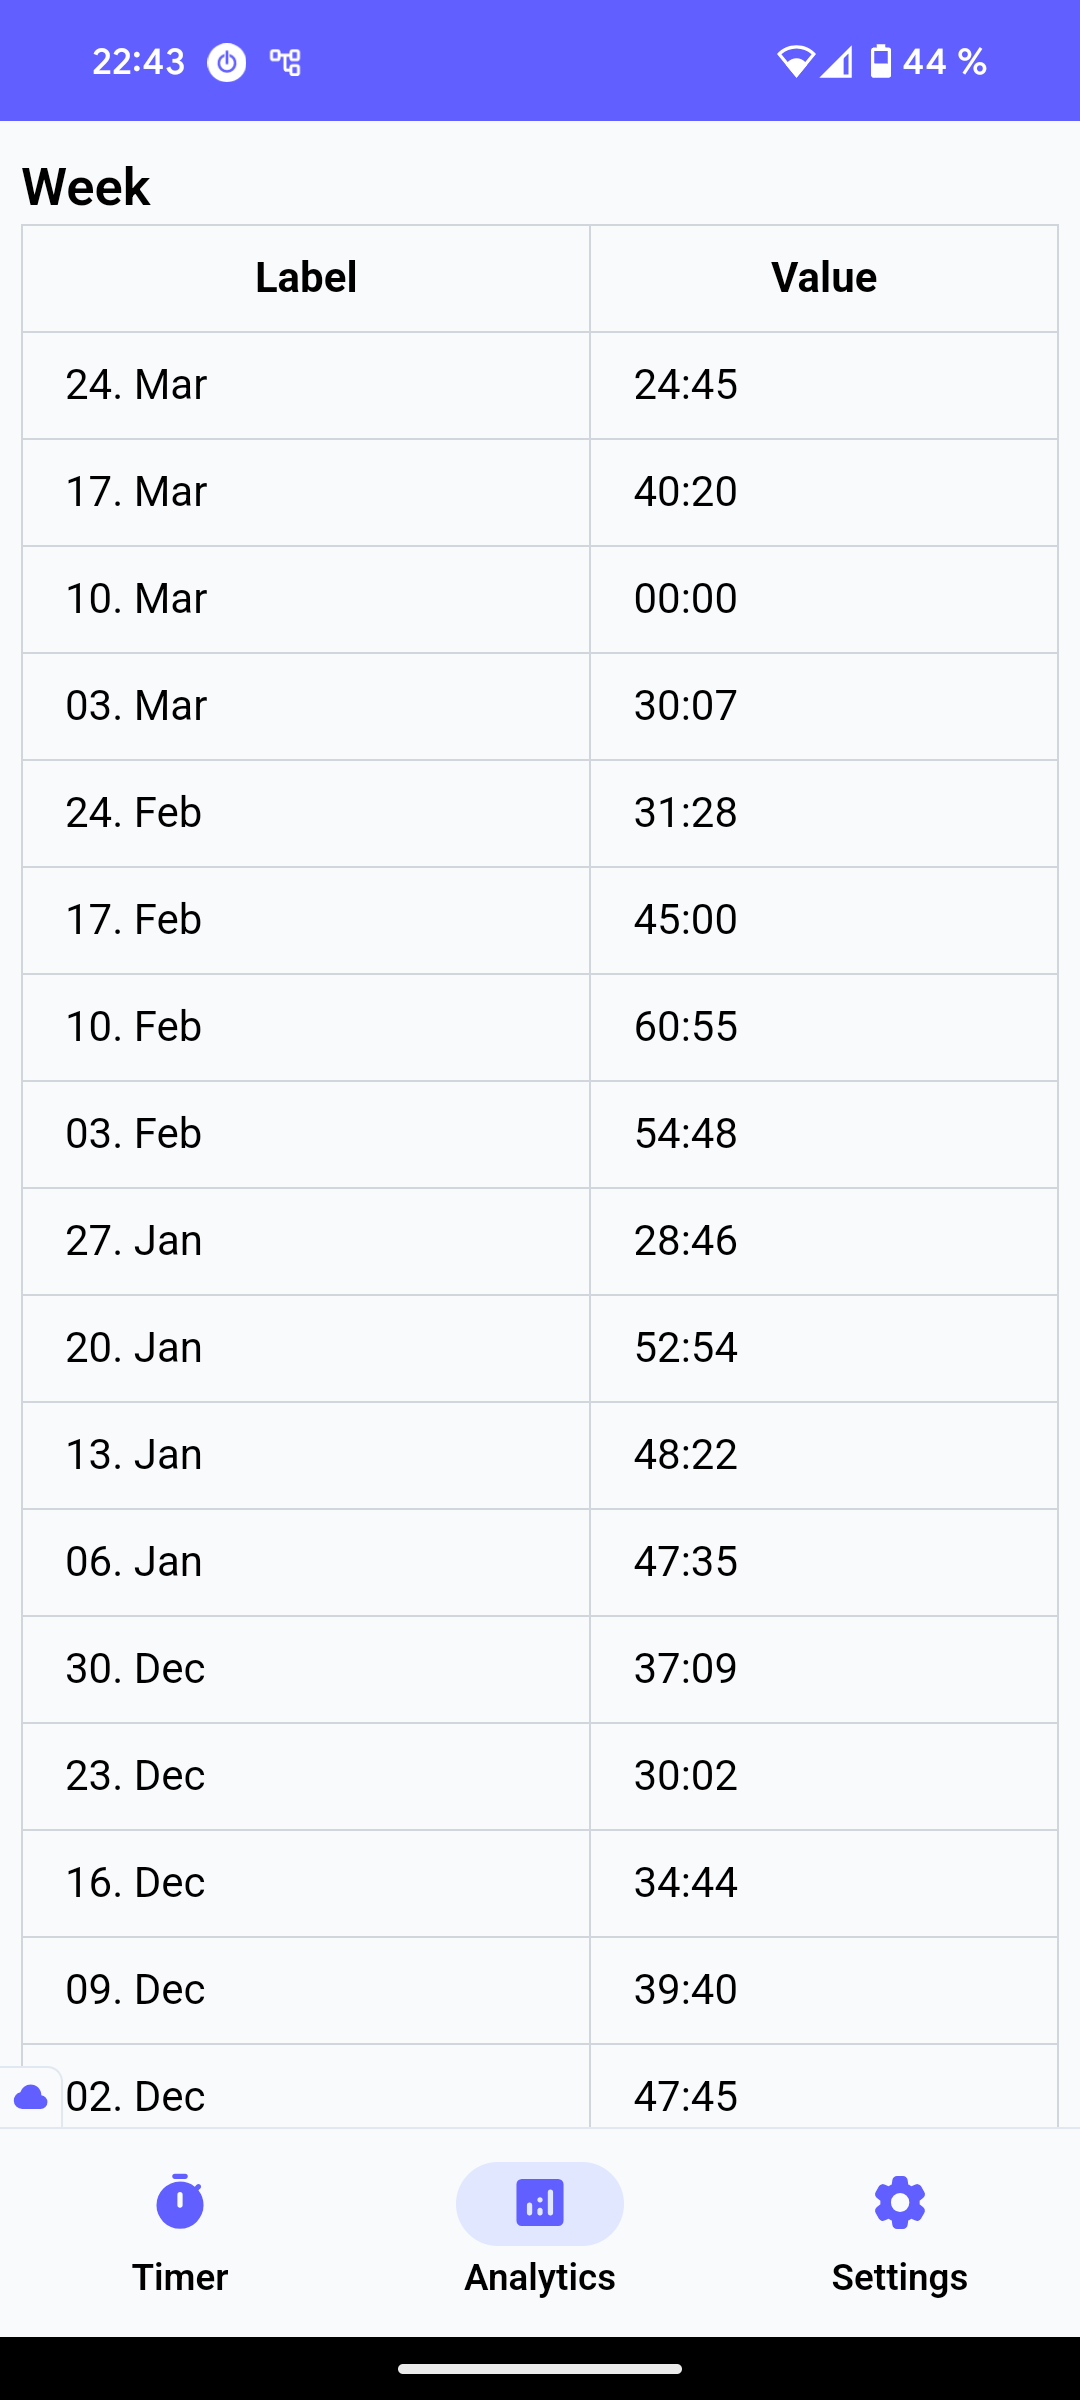 22:43 44 %
Week
Label Value
24. Mar 24:45
17. Mar 40:20
10. Mar 00:00
03. Mar 30:07
24. Feb 31:28
17. Feb 45:00
10. Feb 60:55
03. Feb 54:48
27. Jan 28:46
20. Jan 52:54
13. Jan 48:22
06. Jan 47:35
30. Dec 37:09
23. Dec 30:02
16. Dec 34:44
09. Dec 39:40
02. Dec 47:45
Timer Analytics Settings